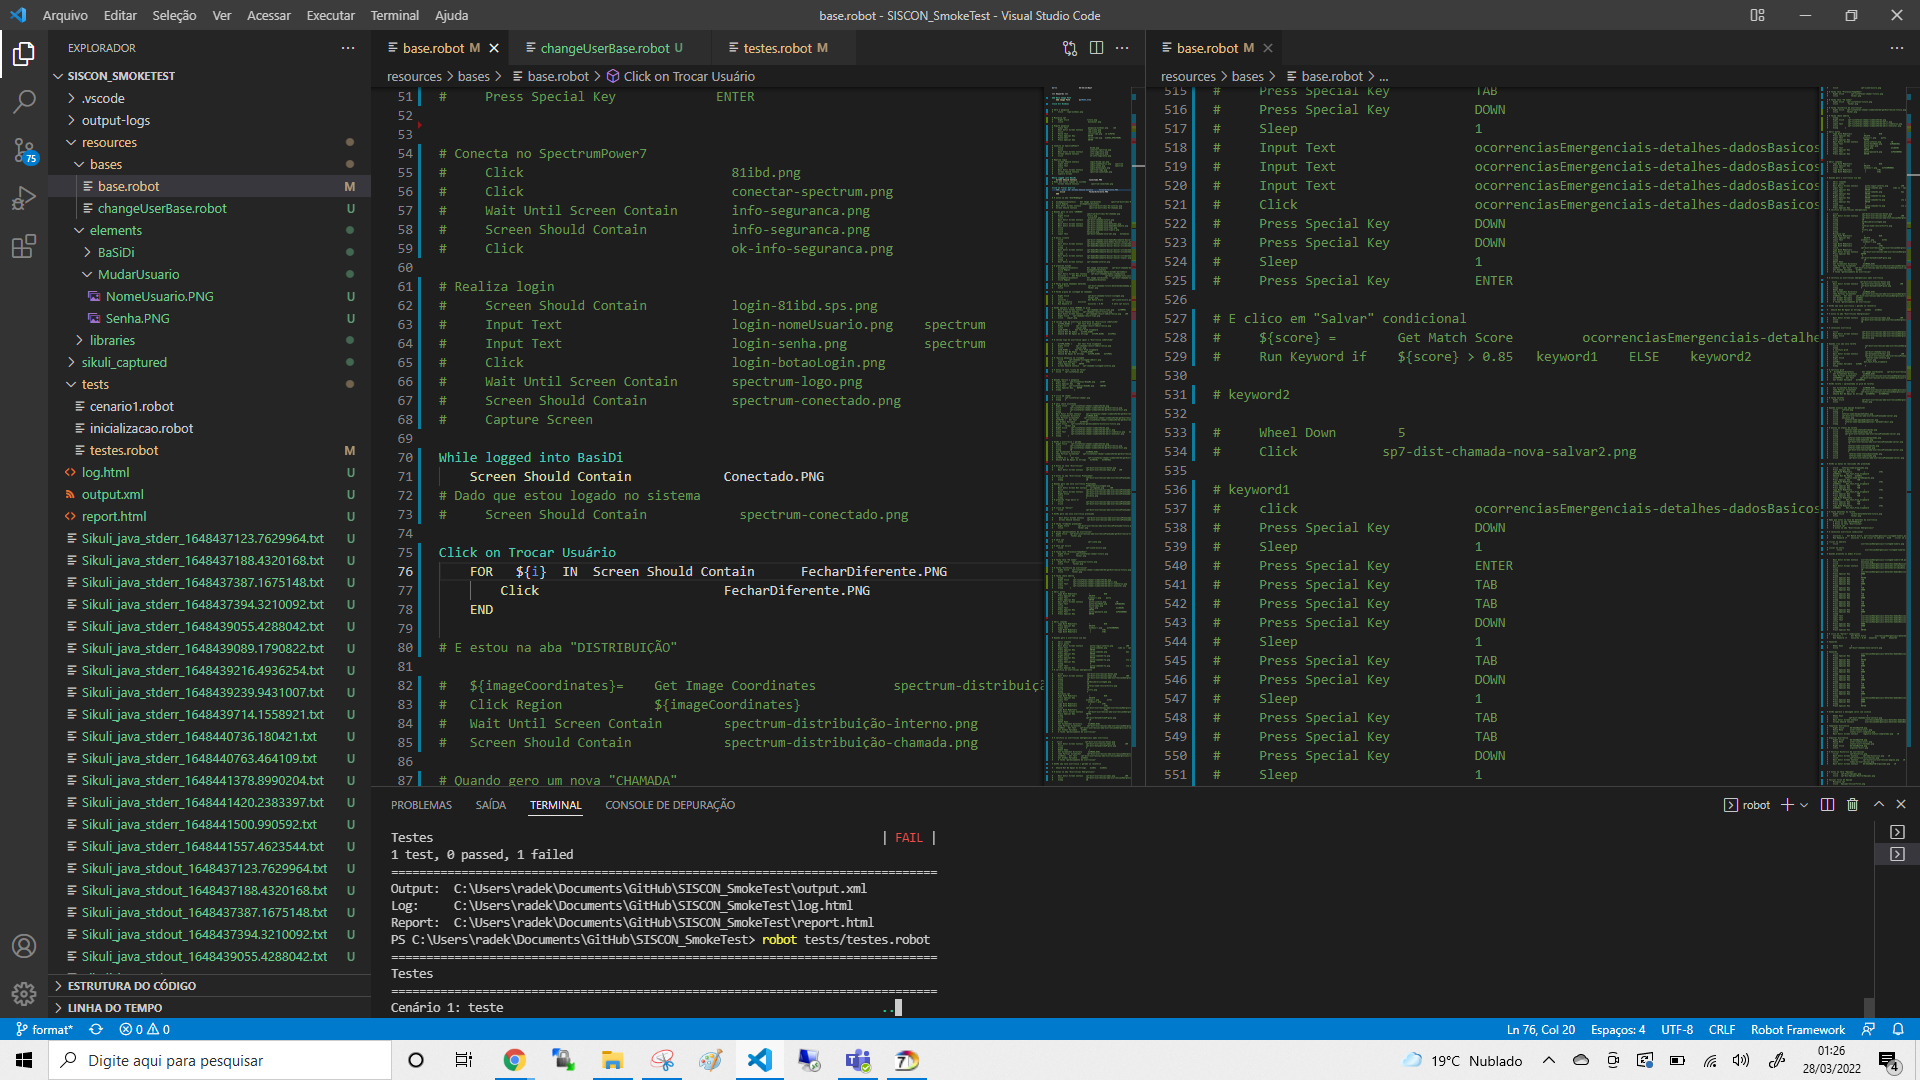 Arquivo Editar Seleção Ver Acessar Executar Terminal Ajuda
base.robot - SISCON_SmokeTest - Visual Studio Code
EXPLORADOR
SISCON_SMOKETEST
.vscode
output-logs
resources
bases
base.robot M
changeUserBase.robot U
elements
BaSiDi
MudarUsuario
NomeUsuario.PNG U
Senha.PNG U
libraries
sikuli_captured
tests
cenario1.robot
inicializacao.robot
testes.robot M
log.html U
output.xml U
report.html U
Sikuli_java_stderr_1648437123.7629964.txt U
Sikuli_java_stderr_1648437188.4320168.txt U
Sikuli_java_stderr_1648437387.1675148.txt U
Sikuli_java_stderr_1648437394.3210092.txt U
Sikuli_java_stderr_1648439055.4288042.txt U
Sikuli_java_stderr_1648439089.1790822.txt U
Sikuli_java_stderr_1648439216.4936254.txt U
Sikuli_java_stderr_1648439239.9431007.txt U
Sikuli_java_stderr_1648439714.1558921.txt U
Sikuli_java_stderr_1648440736.180421.txt U
Sikuli_java_stderr_1648440763.464109.txt U
Sikuli_java_stderr_1648441378.8990204.txt U
Sikuli_java_stderr_1648441420.2383397.txt U
Sikuli_java_stderr_1648441500.990592.txt U
Sikuli_java_stderr_1648441557.4623544.txt U
Sikuli_java_stdout_1648437123.7629964.txt U
Sikuli_java_stdout_1648437188.4320168.txt U
Sikuli_java_stdout_1648437387.1675148.txt U
Sikuli_java_stdout_1648437394.3210092.txt U
Sikuli_java_stdout_1648439055.4288042.txt U
ESTRUTURA DO CÓDIGO
LINHA DO TEMPO
75
base.robot M changeUserBase.robot U testes.robot M
resources > bases > base.robot > Click on Trocar Usuário
51 # Press Special Key ENTER
52
53
54 # Conecta no SpectrumPower7
55 # Click 81ibd.png
56 # Click conectar-spectrum.png
57 # Wait Until Screen Contain info-seguranca.png
58 # Screen Should Contain info-seguranca.png
59 # Click ok-info-seguranca.png
60
61 # Realiza login
62 # Screen Should Contain login-81ibd.sps.png
63 # Input Text login-nomeUsuario.png spectrum
64 # Input Text login-senha.png spectrum
65 # Click login-botaoLogin.png
66 # Wait Until Screen Contain spectrum-logo.png
67 # Screen Should Contain spectrum-conectado.png
68 # Capture Screen
69
70 While logged into BasiDi
71 Screen Should Contain Conectado.PNG
72 # Dado que estou logado no sistema
73 # Screen Should Contain spectrum-conectado.png
74
75 Click on Trocar Usuário
76 FOR ${i} IN Screen Should Contain FecharDiferente.PNG
77 Click FecharDiferente.PNG
78 END
79
80 # E estou na aba "DISTRIBUIÇÃO"
81
82 # ${imageCoordinates}= Get Image Coordinates spectrum-distribuiçã
83 # Click Region ${imageCoordinates}
84 # Wait Until Screen Contain spectrum-distribuição-interno.png
85 # Screen Should Contain spectrum-distribuição-chamada.png
86
87 # Quando gero um nova "CHAMADA"
base.robot M
resources > bases > base.robot > ...
515 # Press Special Key TAB
516 # Press Special Key DOWN
517 # Sleep 1
518 # Input Text ocorrenciasEmergenciais-detalhes-dadosBasicos
519 # Input Text ocorrenciasEmergenciais-detalhes-dadosBasicos
520 # Input Text ocorrenciasEmergenciais-detalhes-dadosBasicos
521 # Click ocorrenciasEmergenciais-detalhes-dadosBasicos
522 # Press Special Key DOWN
523 # Press Special Key DOWN
524 # Sleep 1
525 # Press Special Key ENTER
526
527 # E clico em "Salvar" condicional
528 # ${score} = Get Match Score ocorrenciasEmergenciais-detalhe
529 # Run Keyword if ${score} > 0.85 keyword1 ELSE keyword2
530
531 # keyword2
532
533 # Wheel Down 5
534 # Click sp7-dist-chamada-nova-salvar2.png
535
536 # keyword1
537 # click ocorrenciasEmergenciais-detalhes-dadosBasicos
538 # Press Special Key DOWN
539 # Sleep 1
540 # Press Special Key ENTER
541 # Press Special Key TAB
542 # Press Special Key TAB
543 # Press Special Key DOWN
544 # Sleep 1
545 # Press Special Key TAB
546 # Press Special Key DOWN
547 # Sleep 1
548 # Press Special Key TAB
549 # Press Special Key TAB
550 # Press Special Key DOWN
551 # Sleep 1
PROBLEMAS SAÍDA TERMINAL CONSOLE DE DEPURAÇÃO
robot
Testes | FAIL |
1 test, 0 passed, 1 failed
==============================================================================
Output: C:\Users\radek\Documents\GitHub\SISCON_SmokeTest\output.xml
Log: C:\Users\radek\Documents\GitHub\SISCON_SmokeTest\log.html
Report: C:\Users\radek\Documents\GitHub\SISCON_SmokeTest\report.html
PS C:\Users\radek\Documents\GitHub\SISCON_SmokeTest> robot tests/testes.robot
==============================================================================
Testes
==============================================================================
Cenário 1: teste ..
format* 0 0
Ln 76, Col 20 Espaços: 4 UTF-8 CRLF Robot Framework
Digite aqui para pesquisar
19°C Nublado
01:26
28/03/2022
4